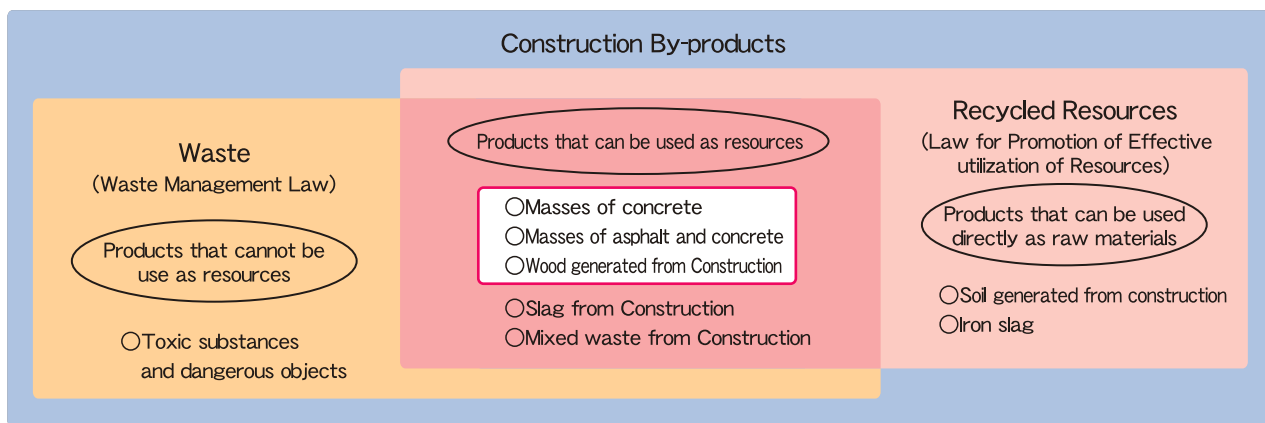 Construction By-products
Waste
(Waste Management Law)
Products that cannot be
use as resources
○Toxic substances
and dangerous objects
Products that can be used as resources
○Masses of concrete
○Masses of asphalt and concrete
○Wood generated from Construction
○Slag from Construction
○Mixed waste from Construction
Recycled Resources
(Law for Promotion of Effective
utilization of Resources)
Products that can be used
directly as raw materials
○Soil generated from construction
○Iron slag